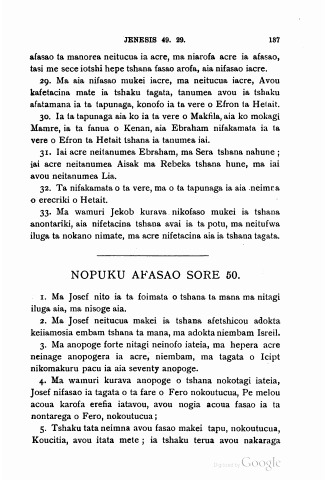 JENESIS 49. 29. 137
afasao ta manorea neitucua ia acre, ma niarofa acre ia afasao,
tasi me sece iotshi hepe tshana fasao arofa, aia nifasao iacre.
29. Ma aia nifasao mukei iacre, ma neitucua iacre, Avou
kafetacina mate ia tshaku tagata, tanumea avou ia tshaku
afatamana ia ta tapunaga, konofo ia ta vere o Efron ta Hetait.
30. Ia ta tapunaga aia ko ia ta vere o Makfila, aia ko mokagi
Mamre, ia ta fanua o Kenan, aia Ebraham nifakamata ia ta
vere o Efron ta Hetait tshana ia tanumea iai.
31. Iai acre neitanumea Ebraham, ma Sera tshana nahune ;
iai acre neitanumea Aisak ma Rebeka tshana hune, ma iai
avou neitanumea Lia.
32. Ta nifakamata o ta vere, ma o ta tapunaga ia aia neimea
o erecriki o Hetait.
33. Ma wamuri Jekob kurava nikofaso mukei ia tshana
anontariki, aia nifetacina tshana avai ia ta potu, ma neitufwa
iluga ta nokano nimate, ma acre nifetacina aia ia tshana tagata.
NOPUKU AFASAO SORE 50.
1. Ma Josef nito ia ta foimata o tshana ta mana ma nitagi
iluga aia, ma nisoge aia.
2. Ma Josef neitucua makei ia tshana afetshicou adokta
keiiamosia embam tshana ta mana, ma adokta niembam Isreil.
3. Ma anopoge forte nitagi neinofo iateia, ma hepera acre
neinage anopogera ia acre, niembam, ma tagata o Icipt
nikomakuru pacu ia aia seventy anopoge.
4. Ma wamuri kurava anopoge o tshana nokotagi iateia,
Josef nifasao ia tagata o ta fare o Fero nokoutucua, Pe melou
acoua karofa erefia iatavou, avou nogia acoua fasao ia ta
nontarega o Fero, nokoutucua ;
5. Tshaku tata neimna avou fasao makei tapu, nokoutucua,
Koucitia, avou itata mete ; ia tshaku terua avou nakaraga
Digitized by Google